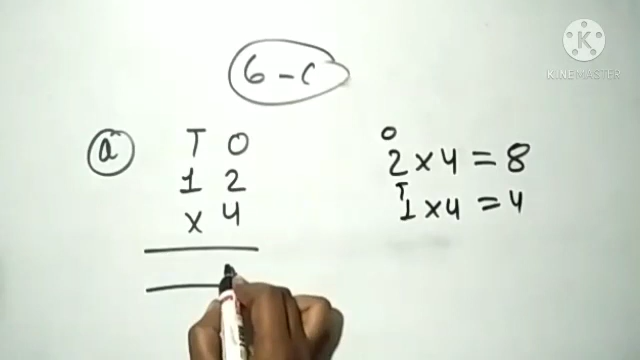 6-C
a T O
1 2
x 4
O
2 x 4 = 8
T
1 x 4 = 4
K
KINEMASTER